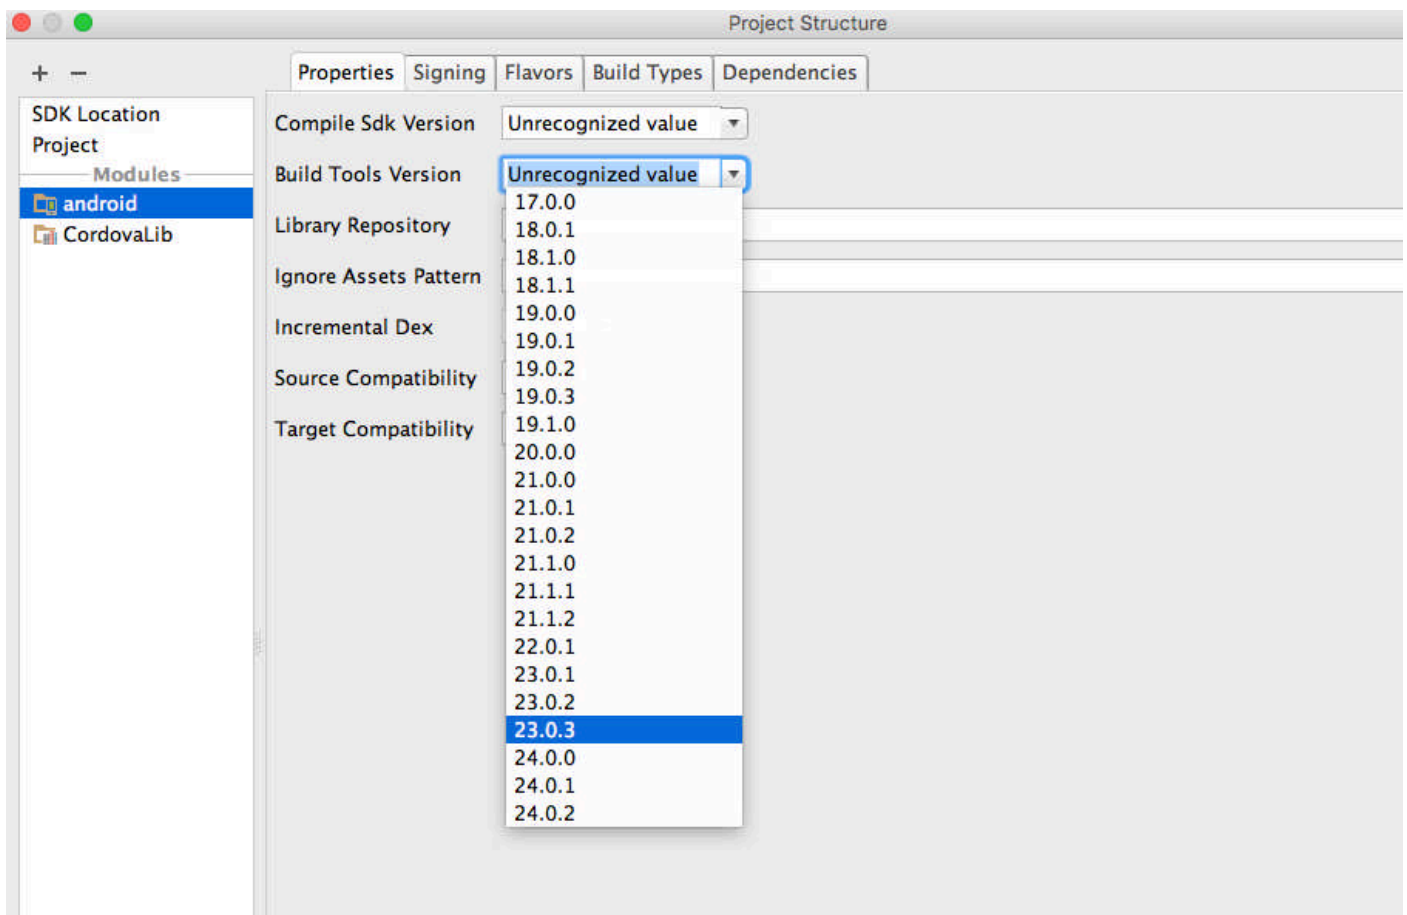 Project Structure
+ −
Properties Signing Flavors Build Types Dependencies
SDK Location
Project
Modules
android
CordovaLib
Compile Sdk Version Unrecognized value
Build Tools Version Unrecognized value
Library Repository
Ignore Assets Pattern
Incremental Dex
Source Compatibility
Target Compatibility
17.0.0
18.0.1
18.1.0
18.1.1
19.0.0
19.0.1
19.0.2
19.0.3
19.1.0
20.0.0
21.0.0
21.0.1
21.0.2
21.1.0
21.1.1
21.1.2
22.0.1
23.0.1
23.0.2
23.0.3
24.0.0
24.0.1
24.0.2